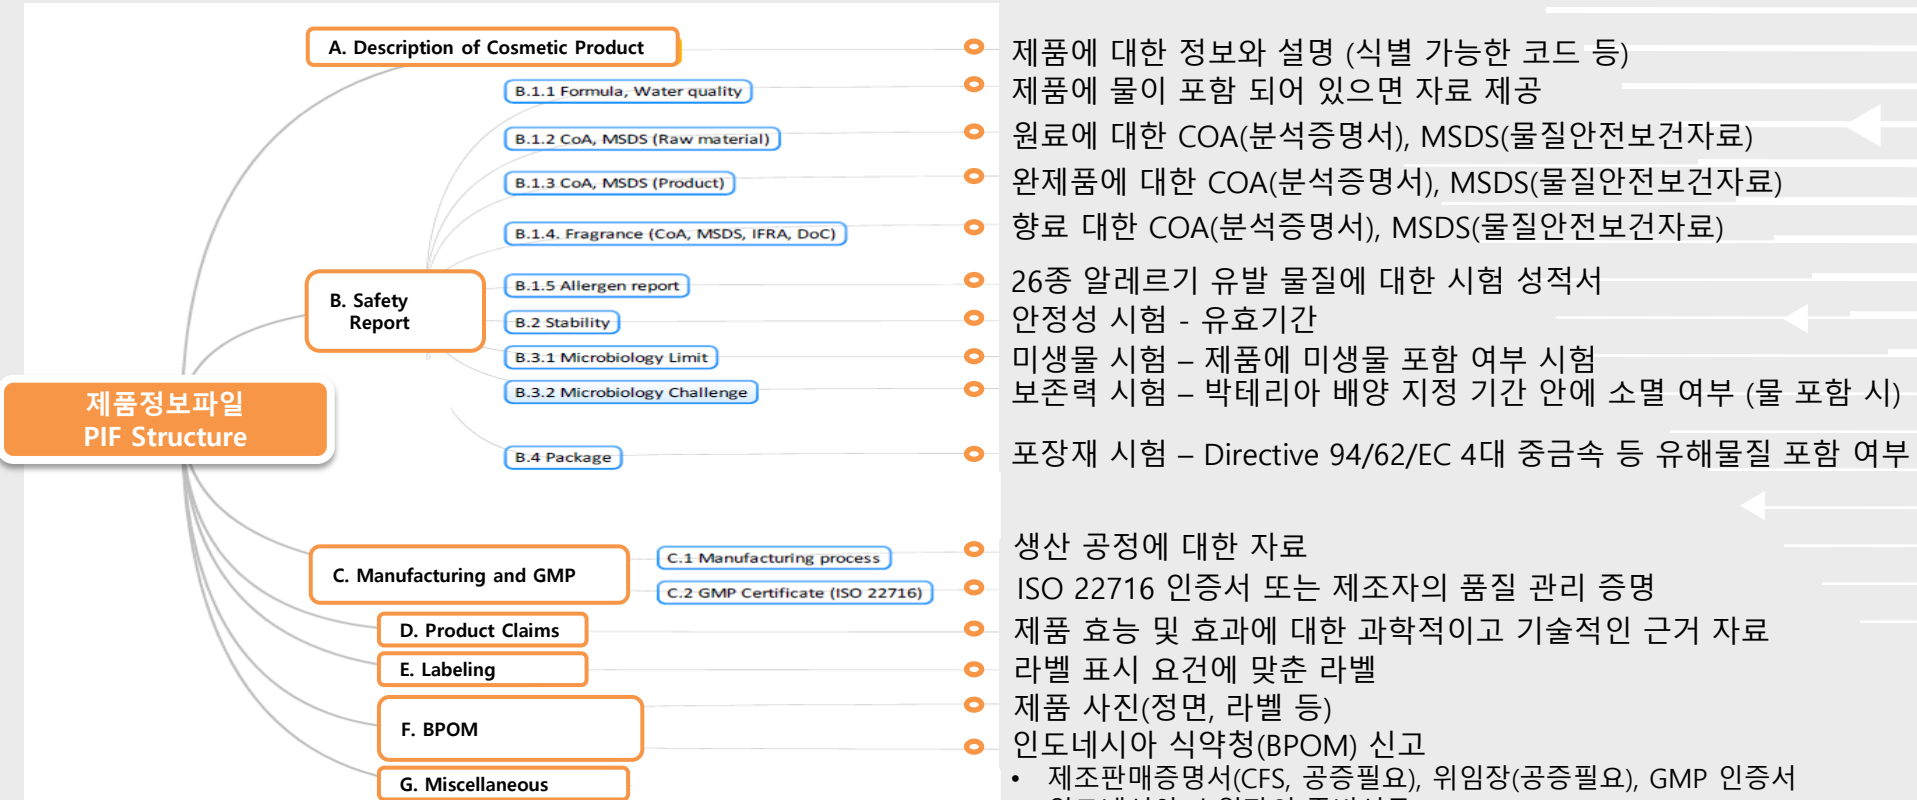 제품정보파일
PIF Structure
A. Description of Cosmetic Product
제품에 대한 정보와 설명 (식별 가능한 코드 등)
B. Safety
Report
B.1.1 Formula, Water quality
제품에 물이 포함 되어 있으면 자료 제공
B.1.2 CoA, MSDS (Raw material)
원료에 대한 COA(분석증명서), MSDS(물질안전보건자료)
B.1.3 CoA, MSDS (Product)
완제품에 대한 COA(분석증명서), MSDS(물질안전보건자료)
B.1.4. Fragrance (CoA, MSDS, IFRA, DoC)
향료 대한 COA(분석증명서), MSDS(물질안전보건자료)
B.1.5 Allergen report
26종 알레르기 유발 물질에 대한 시험 성적서
B.2 Stability
안정성 시험 - 유효기간
B.3.1 Microbiology Limit
미생물 시험 – 제품에 미생물 포함 여부 시험
B.3.2 Microbiology Challenge
보존력 시험 – 박테리아 배양 지정 기간 안에 소멸 여부 (물 포함 시)
B.4 Package
포장재 시험 – Directive 94/62/EC 4대 중금속 등 유해물질 포함 여부
C. Manufacturing and GMP
C.1 Manufacturing process
생산 공정에 대한 자료
C.2 GMP Certificate (ISO 22716)
ISO 22716 인증서 또는 제조자의 품질 관리 증명
D. Product Claims
제품 효능 및 효과에 대한 과학적이고 기술적인 근거 자료
E. Labeling
라벨 표시 요건에 맞춘 라벨
F. BPOM
제품 사진(정면, 라벨 등)
인도네시아 식약청(BPOM) 신고
• 제조판매증명서(CFS, 공증필요), 위임장(공증필요), GMP 인증서
G. Miscellaneous